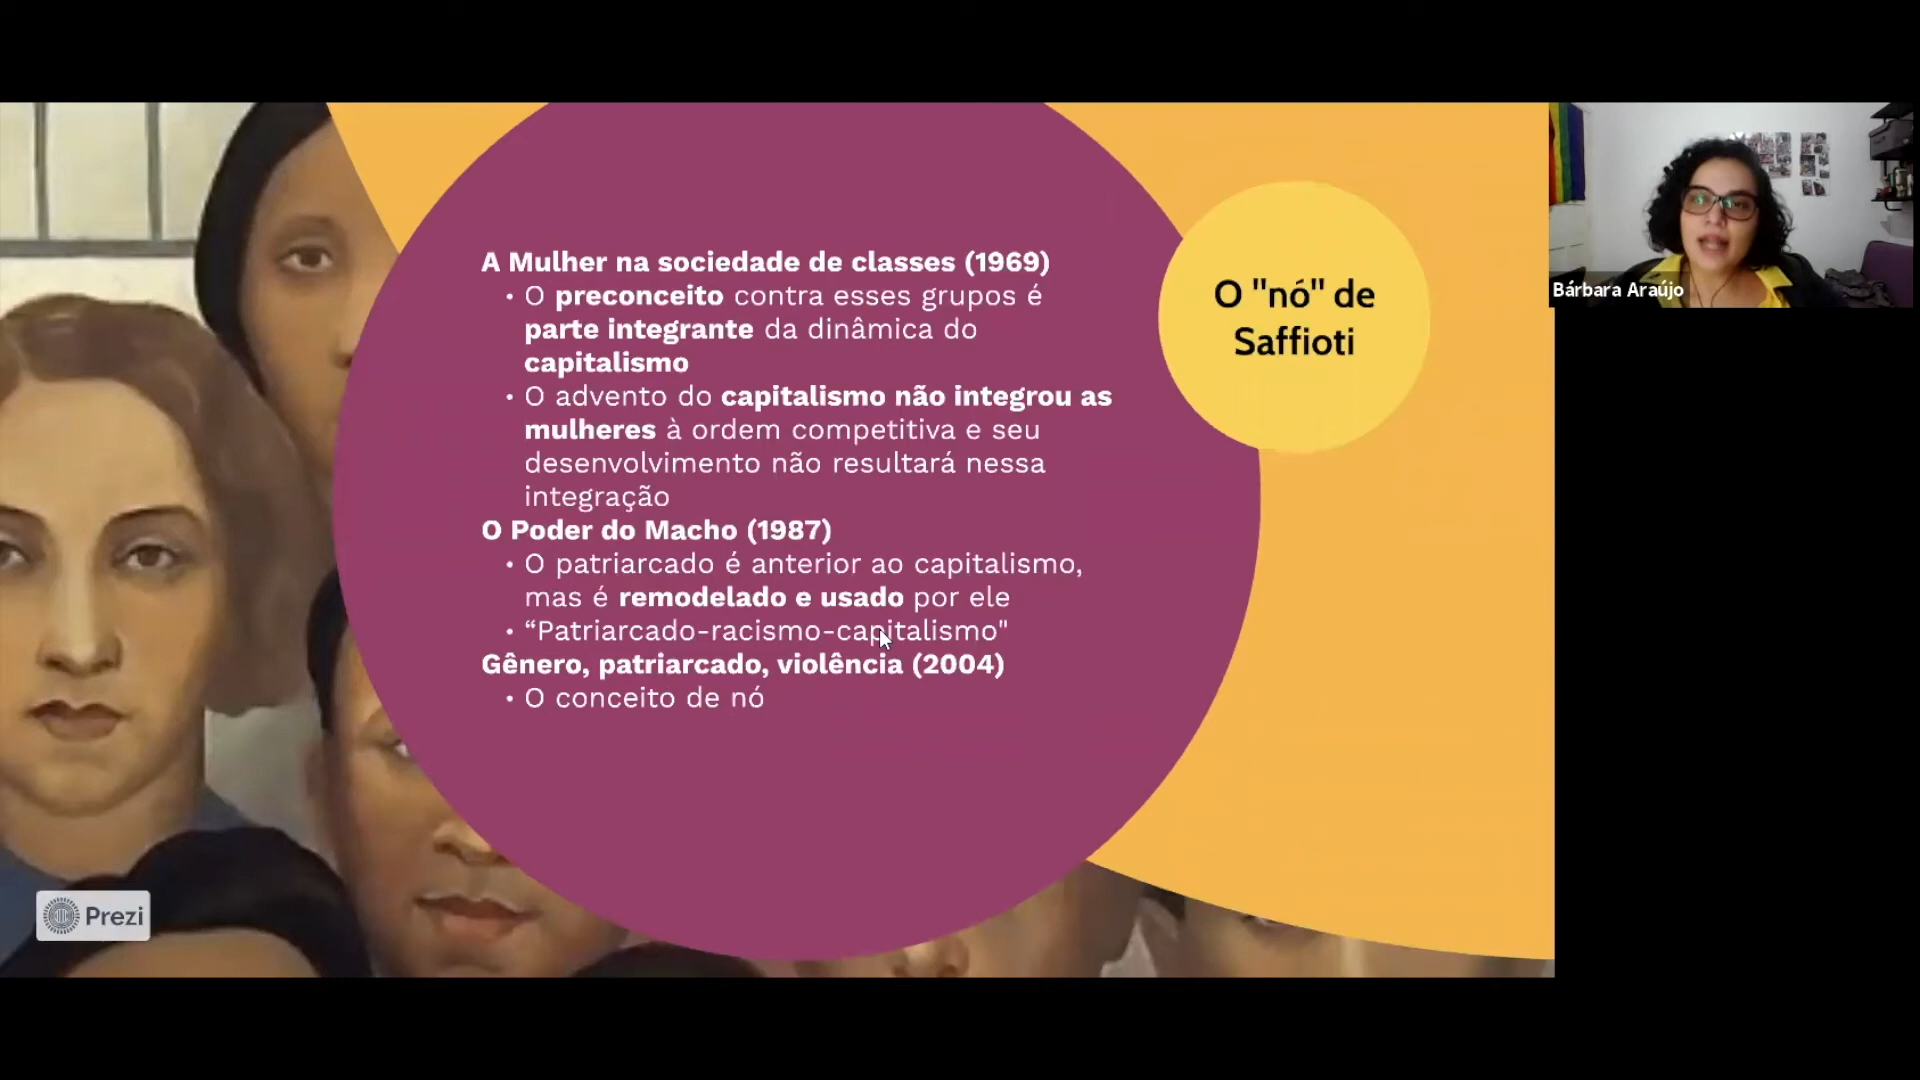 A Mulher na sociedade de classes (1969)
• O preconceito contra esses grupos é
parte integrante da dinâmica do
capitalismo
• O advento do capitalismo não integrou as
mulheres à ordem competitiva e seu
desenvolvimento não resultará nessa
integração
O Poder do Macho (1987)
• O patriarcado é anterior ao capitalismo,
mas é remodelado e usado por ele
• “Patriarcado-racismo-capitalismo"
Gênero, patriarcado, violência (2004)
• O conceito de nó
O "nó" de
Saffioti
Bárbara Araújo
Prezi